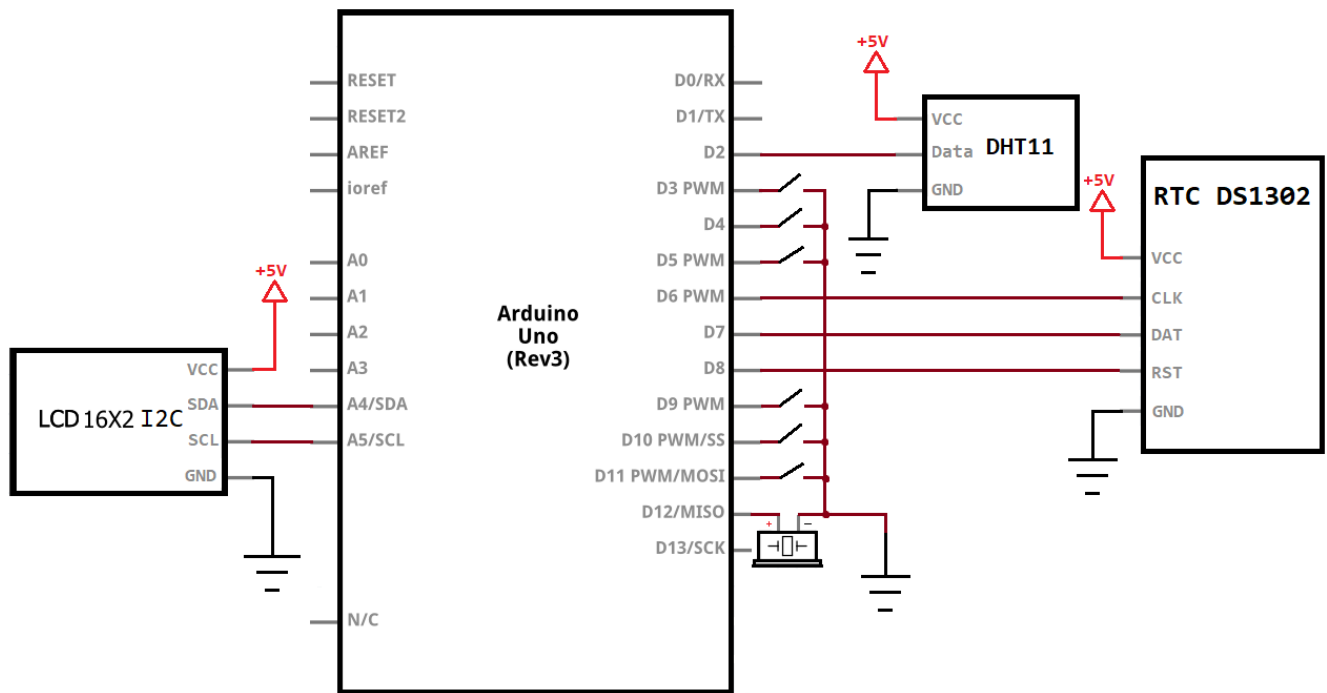 RESET
RESET2
AREF
ioref
A0
A1
A2
A3
A4/SDA
A5/SCL
N/C
Arduino
Uno
(Rev3)
D0/RX
D1/TX
D2
D3 PWM
D4
D5 PWM
D6 PWM
D7
D8
D9 PWM
D10 PWM/SS
D11 PWM/MOSI
D12/MISO
D13/SCK
+ −
+5V
LCD 16X2 I2C
VCC
SDA
SCL
GND
+5V
VCC
Data
GND
DHT11
+5V
RTC DS1302
VCC
CLK
DAT
RST
GND